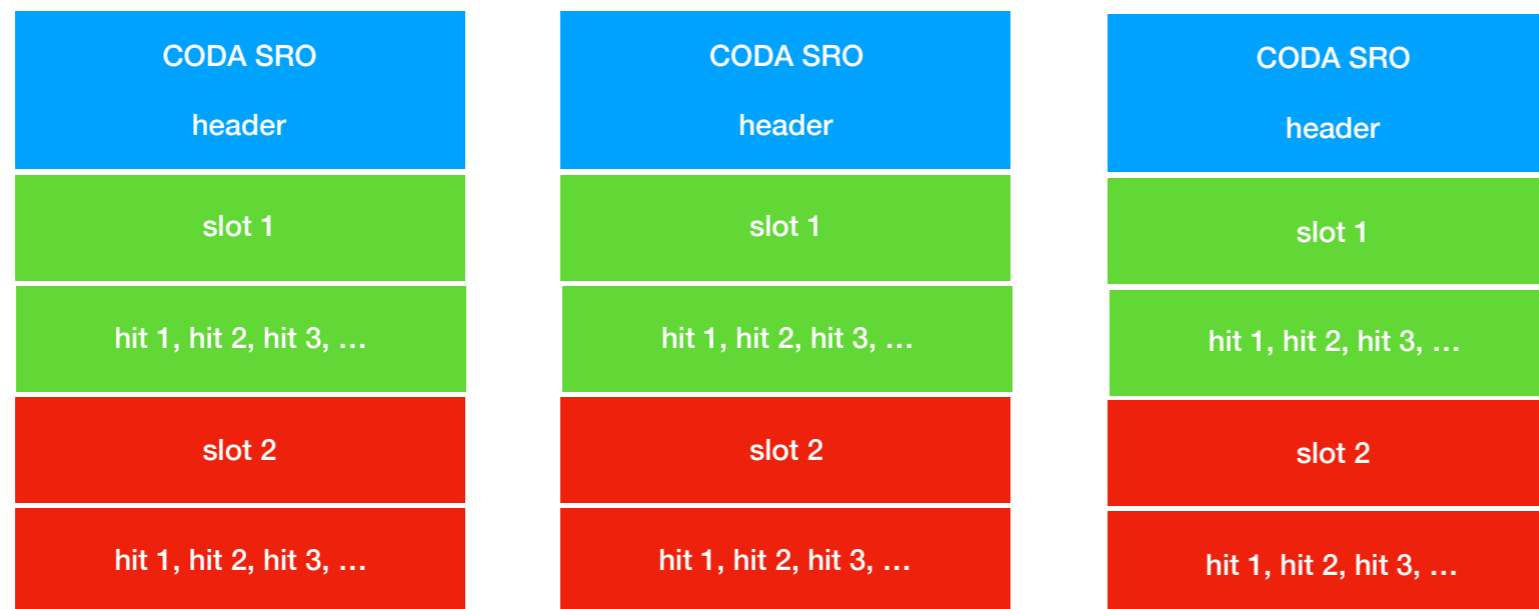 CODA SRO
header
slot 1
hit 1, hit 2, hit 3, …
slot 2
hit 1, hit 2, hit 3, …
CODA SRO
header
slot 1
hit 1, hit 2, hit 3, …
slot 2
hit 1, hit 2, hit 3, …
CODA SRO
header
slot 1
hit 1, hit 2, hit 3, …
slot 2
hit 1, hit 2, hit 3, …